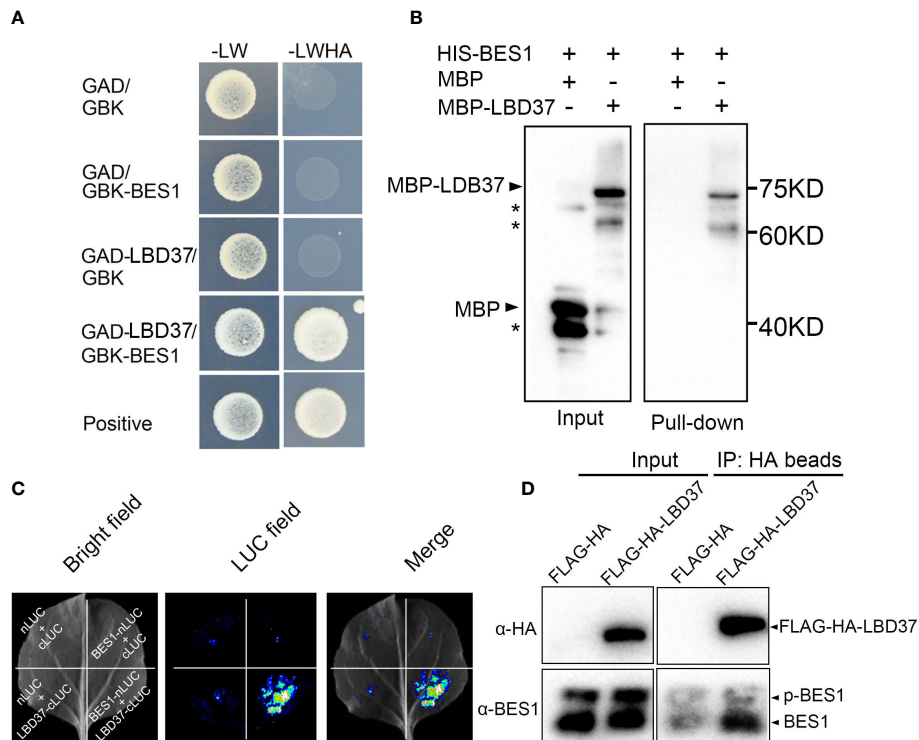 A
-LW -LWHA
GAD/
GBK
GAD/
GBK-BES1
GAD-LBD37/
GBK
GAD-LBD37/
GBK-BES1
Positive
B
HIS-BES1 + + + +
MBP + - + -
MBP-LBD37 - + - +
MBP-LDB37
*
*
MBP
*
75KD
60KD
40KD
Input Pull-down
C
Bright field
LUC field
Merge
nLUC
+
cLUC
BES1-nLUC
+
cLUC
nLUC
+
LBD37-cLUC
BES1-nLUC
+
LBD37-cLUC
D
Input IP: HA beads
FLAG-HA
FLAG-HA-LBD37
FLAG-HA
FLAG-HA-LBD37
α-HA
FLAG-HA-LBD37
α-BES1
p-BES1
BES1